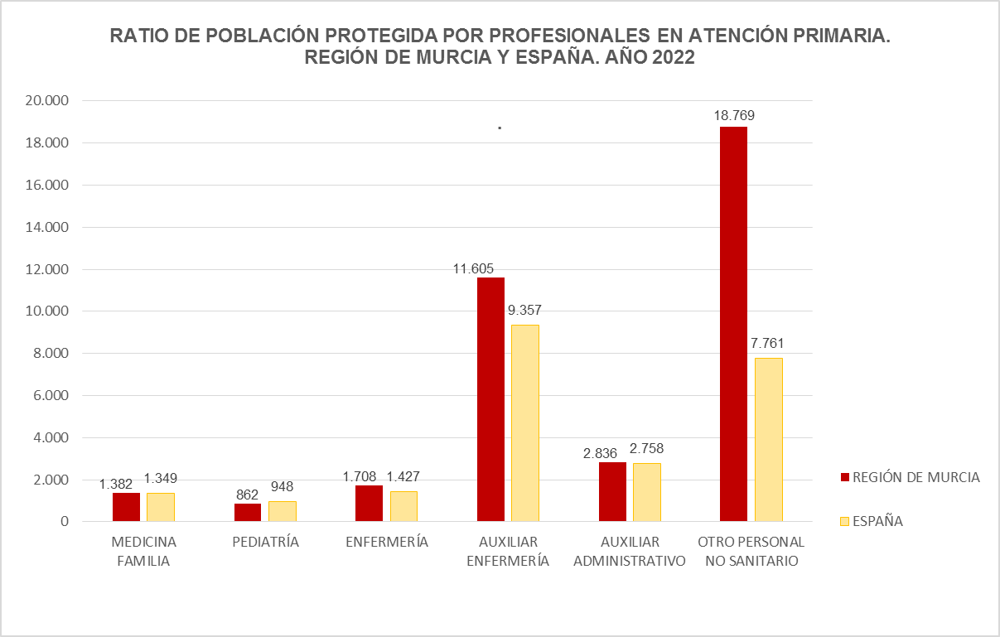 RATIO DE POBLACIÓN PROTEGIDA POR PROFESIONALES EN ATENCIÓN PRIMARIA.
REGIÓN DE MURCIA Y ESPAÑA. AÑO 2022
.
20.000
18.000
16.000
14.000
12.000
10.000
8.000
6.000
4.000
2.000
0
1.382
1.349
862
948
1.708
1.427
11.605
9.357
2.836
2.758
18.769
7.761
MEDICINA
FAMILIA
PEDIATRÍA
ENFERMERÍA
AUXILIAR
ENFERMERÍA
AUXILIAR
ADMINISTRATIVO
OTRO PERSONAL
NO SANITARIO
REGIÓN DE MURCIA
ESPAÑA